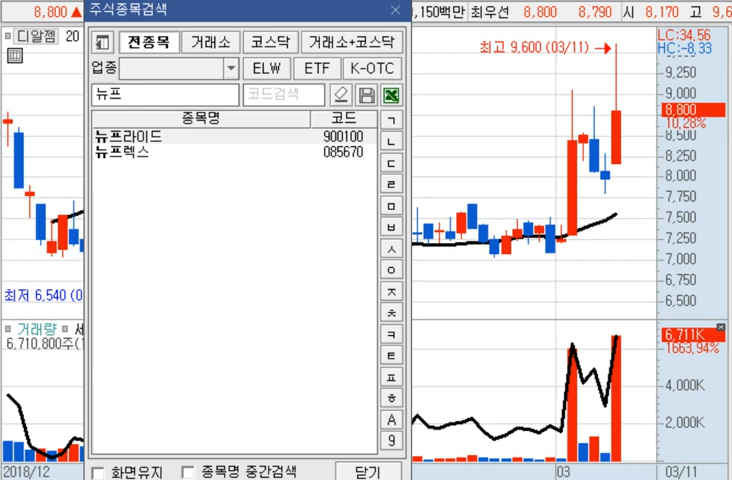 8,800 ▲
주식종목검색
,150백만 최우선 8,800 8,790 시 8,170 고 9,6
디알젬 20
전종목 거래소 코스닥 거래소+코스닥
업종 ELW ETF K-OTC
뉴프 코드검색
종목명 코드
뉴프라이드 900100
뉴프렉스 085670
ㄱ
ㄴ
ㄷ
ㄹ
ㅁ
ㅂ
ㅅ
ㅇ
ㅈ
ㅊ
ㅋ
ㅌ
ㅍ
ㅎ
A
9
화면유지 종목명 중간검색 닫기
최고 9,600 (03/11)
LC:34,56
HC:-8,33
9,250
9,000
8,800
10,28%
8,500
8,250
8,000
7,750
7,500
7,250
7,000
6,750
6,500
최저 6,540 (0
거래량 세
6,710,800주(1
6,711K
1663,94%
4,000K
2,000K
2018/12 03 03/11